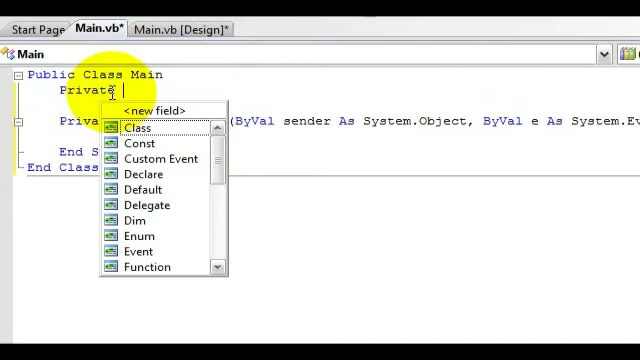 Start Page
Main.vb*
Main.vb [Design]*
Main
Public Class Main
Private
<new field>
Class
Priv (ByVal sender As System.Object, ByVal e As System.Ev
Const
Custom Event
End S
Declare
End Class
Default
Delegate
Dim
Enum
Event
Function